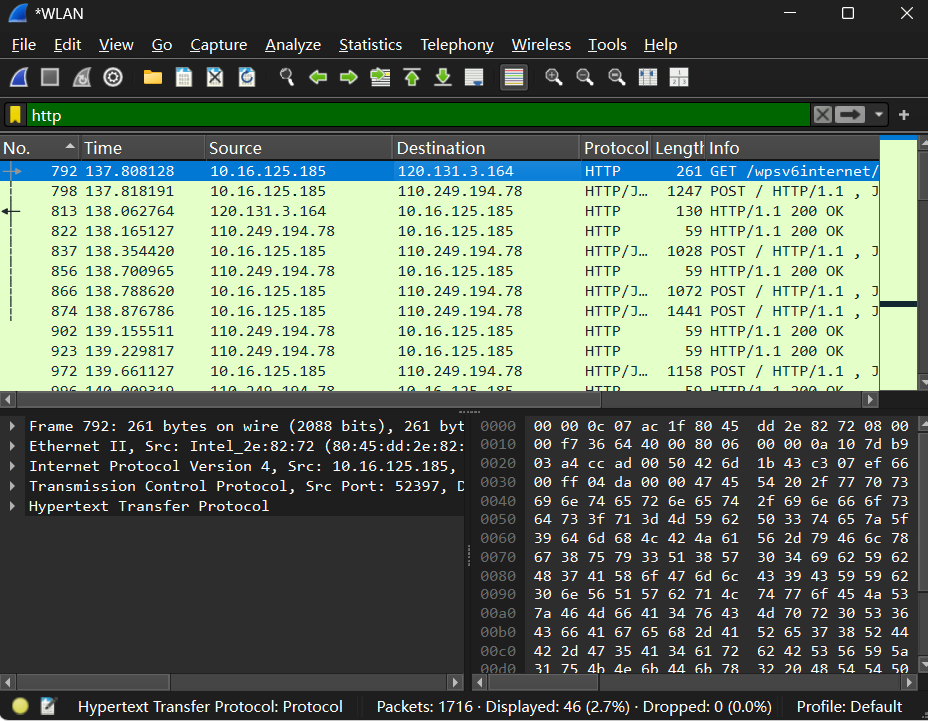 *WLAN
File Edit View Go Capture Analyze Statistics Telephony Wireless Tools Help
http
No. Time Source Destination Protocol Lengtl Info
792 137.808128 10.16.125.185 120.131.3.164 HTTP 261 GET /wpsv6internet/
798 137.818191 10.16.125.185 110.249.194.78 HTTP/J… 1247 POST / HTTP/1.1 , J
813 138.062764 120.131.3.164 10.16.125.185 HTTP 130 HTTP/1.1 200 OK
822 138.165127 110.249.194.78 10.16.125.185 HTTP 59 HTTP/1.1 200 OK
837 138.354420 10.16.125.185 110.249.194.78 HTTP/J… 1028 POST / HTTP/1.1 , J
856 138.700965 110.249.194.78 10.16.125.185 HTTP 59 HTTP/1.1 200 OK
866 138.788620 10.16.125.185 110.249.194.78 HTTP/J… 1072 POST / HTTP/1.1 , J
874 138.876786 10.16.125.185 110.249.194.78 HTTP/J… 1441 POST / HTTP/1.1 , J
902 139.155511 110.249.194.78 10.16.125.185 HTTP 59 HTTP/1.1 200 OK
923 139.229817 110.249.194.78 10.16.125.185 HTTP 59 HTTP/1.1 200 OK
972 139.661127 10.16.125.185 110.249.194.78 HTTP/J… 1158 POST / HTTP/1.1 , J
996 140.009319 110.249.194.78 10.16.125.185 HTTP 59 HTTP/1.1 200 OK
Frame 792: 261 bytes on wire (2088 bits), 261 byt
Ethernet II, Src: Intel_2e:82:72 (80:45:dd:2e:82:
Internet Protocol Version 4, Src: 10.16.125.185,
Transmission Control Protocol, Src Port: 52397, D
Hypertext Transfer Protocol
0000 00 00 0c 07 ac 1f 80 45 dd 2e 82 72 08 00
0010 00 f7 36 64 40 00 80 06 00 00 0a 10 7d b9
0020 03 a4 cc ad 00 50 42 6d 1b 43 c3 07 ef 66
0030 00 ff 04 da 00 00 47 45 54 20 2f 77 70 73
0040 69 6e 74 65 72 6e 65 74 2f 69 6e 66 6f 73
0050 64 73 3f 71 3d 4d 59 62 50 33 74 65 7a 5f
0060 39 64 6d 68 4c 42 4a 61 56 2d 79 46 6c 78
0070 67 38 75 79 33 51 38 57 30 34 69 62 59 62
0080 48 37 41 58 6f 47 6d 6c 43 39 43 59 59 62
0090 30 6e 56 51 57 62 71 4c 74 77 6f 45 4a 53
00a0 7a 46 4d 66 41 34 76 43 4d 70 72 30 53 36
00b0 43 66 41 67 65 68 2d 41 52 65 37 38 52 44
00c0 42 2d 47 35 41 34 61 72 62 42 53 56 59 5a
00d0 31 75 4b 4e 6b 44 6b 78 32 20 48 54 54 50
Hypertext Transfer Protocol: Protocol Packets: 1716 · Displayed: 46 (2.7%) · Dropped: 0 (0.0%) Profile: Default